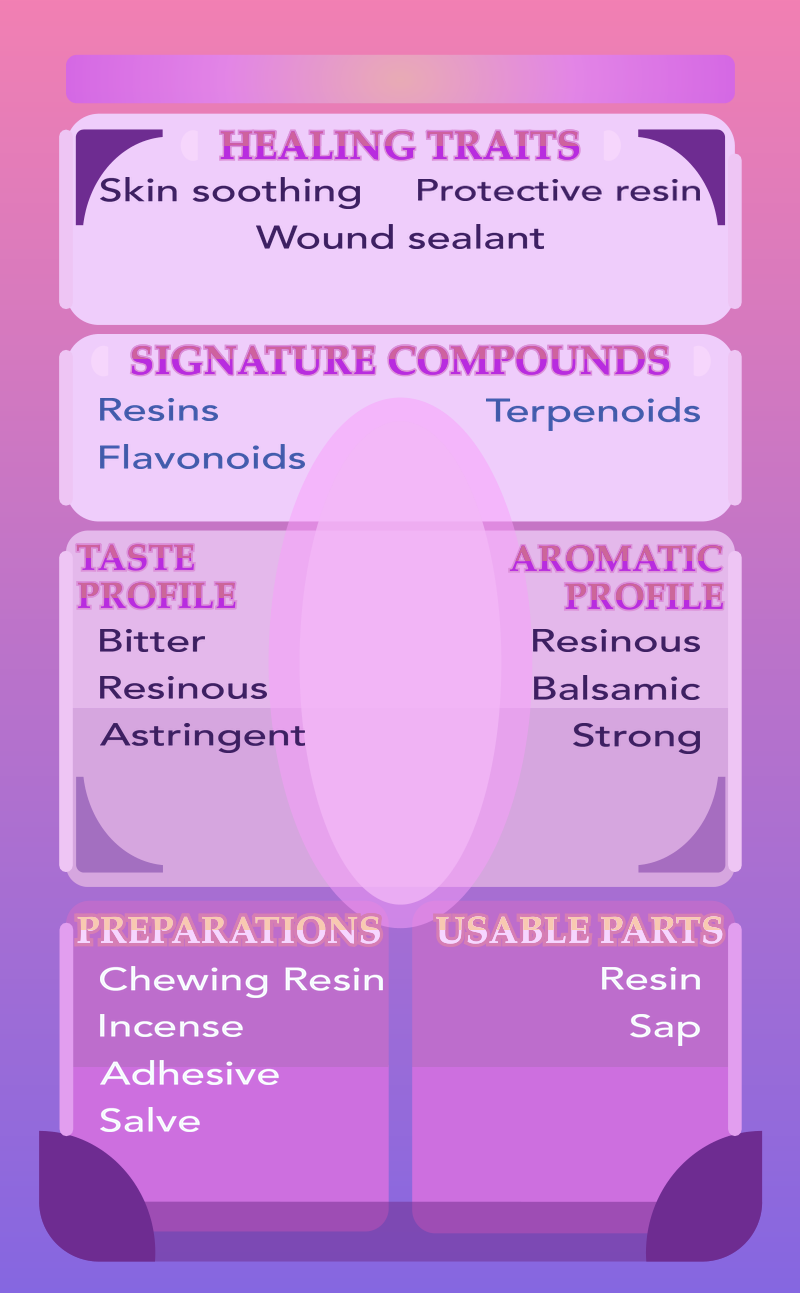 HEALING TRAITS
Skin soothing Protective resin
Wound sealant
SIGNATURE COMPOUNDS
Resins Terpenoids
Flavonoids
TASTE
PROFILE
Bitter
Resinous
Astringent
AROMATIC
PROFILE
Resinous
Balsamic
Strong
PREPARATIONS
Chewing Resin
Incense
Adhesive
Salve
USABLE PARTS
Resin
Sap